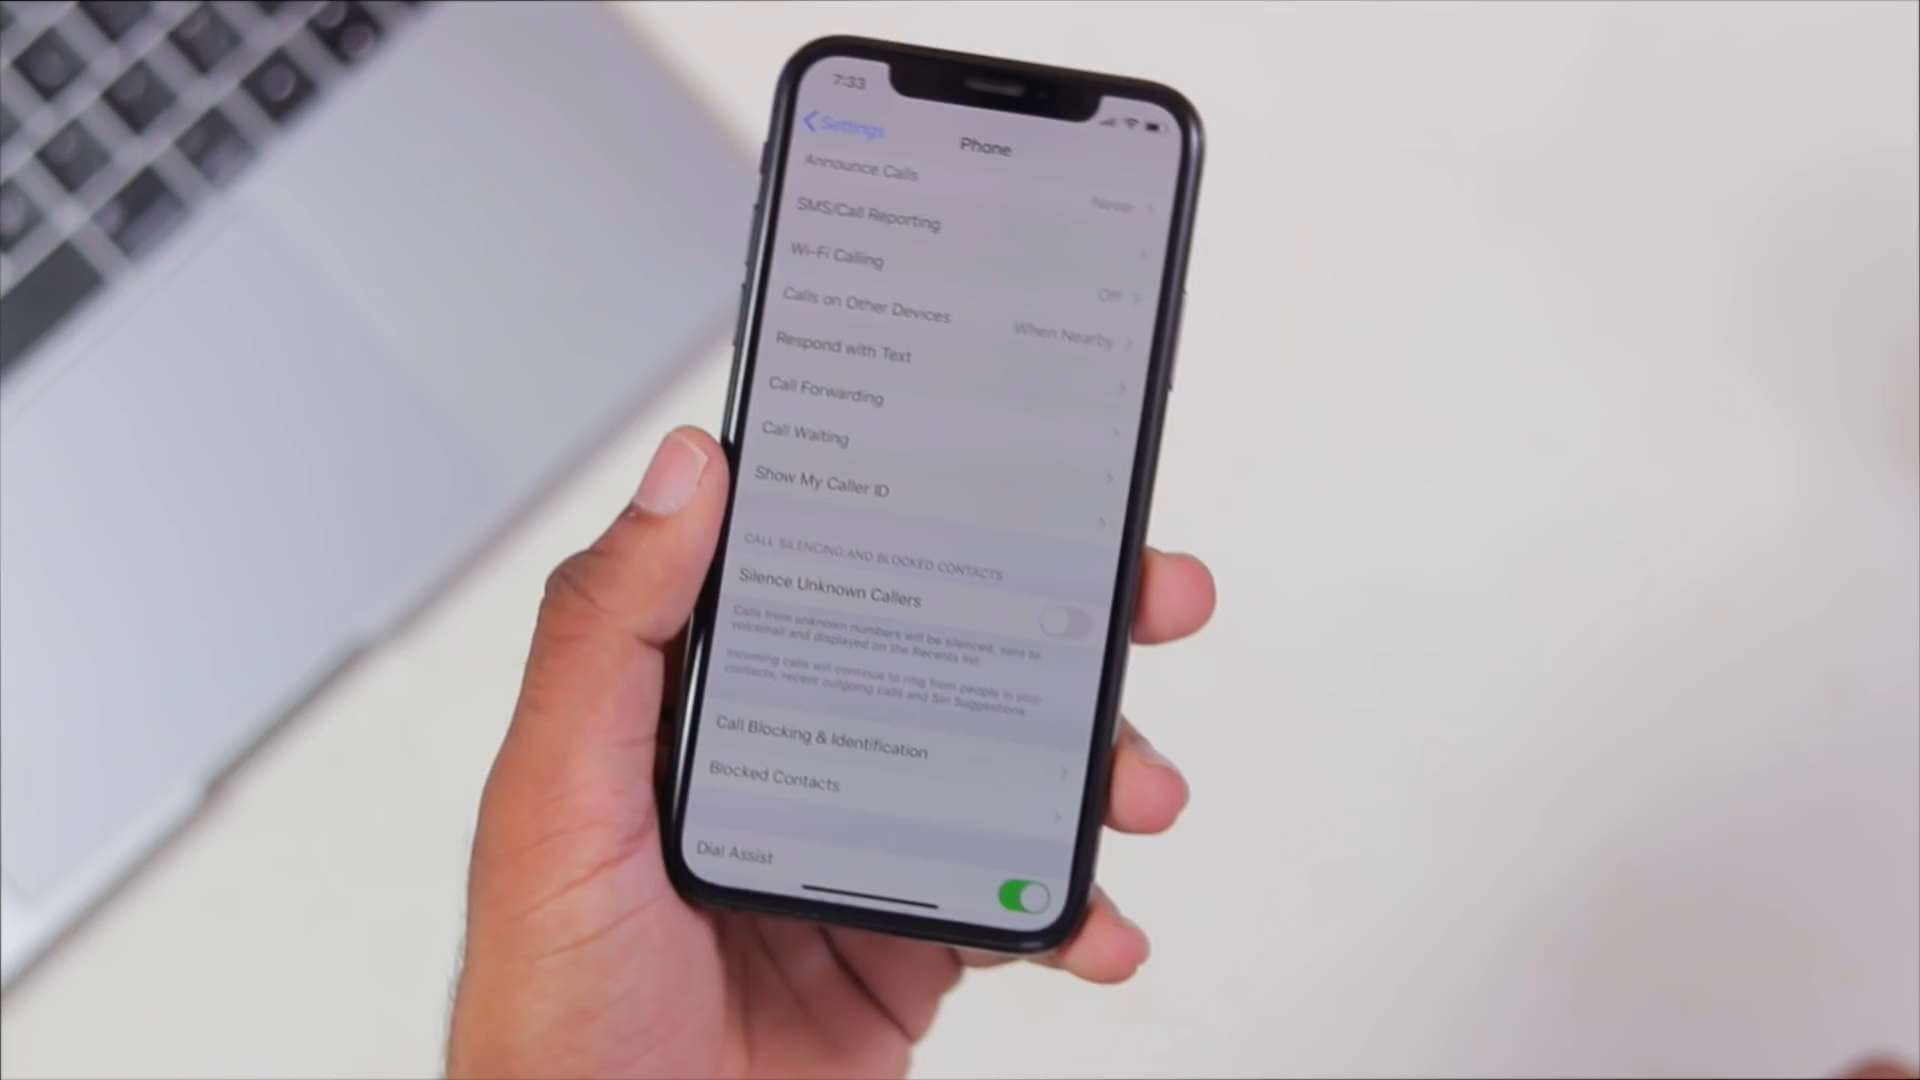 7:33
Settings
Phone
Announce Calls Never
SMS/Call Reporting
Wi-Fi Calling Off
Calls on Other Devices When Nearby
Respond with Text
Call Forwarding
Call Waiting
Show My Caller ID
CALL SILENCING AND BLOCKED CONTACTS
Silence Unknown Callers
Calls from unknown numbers will be silenced, sent to
voicemail and displayed on the Recents list.
Incoming calls will continue to ring from people in your
contacts, recent outgoing calls and Siri Suggestions.
Call Blocking & Identification
Blocked Contacts
Dial Assist